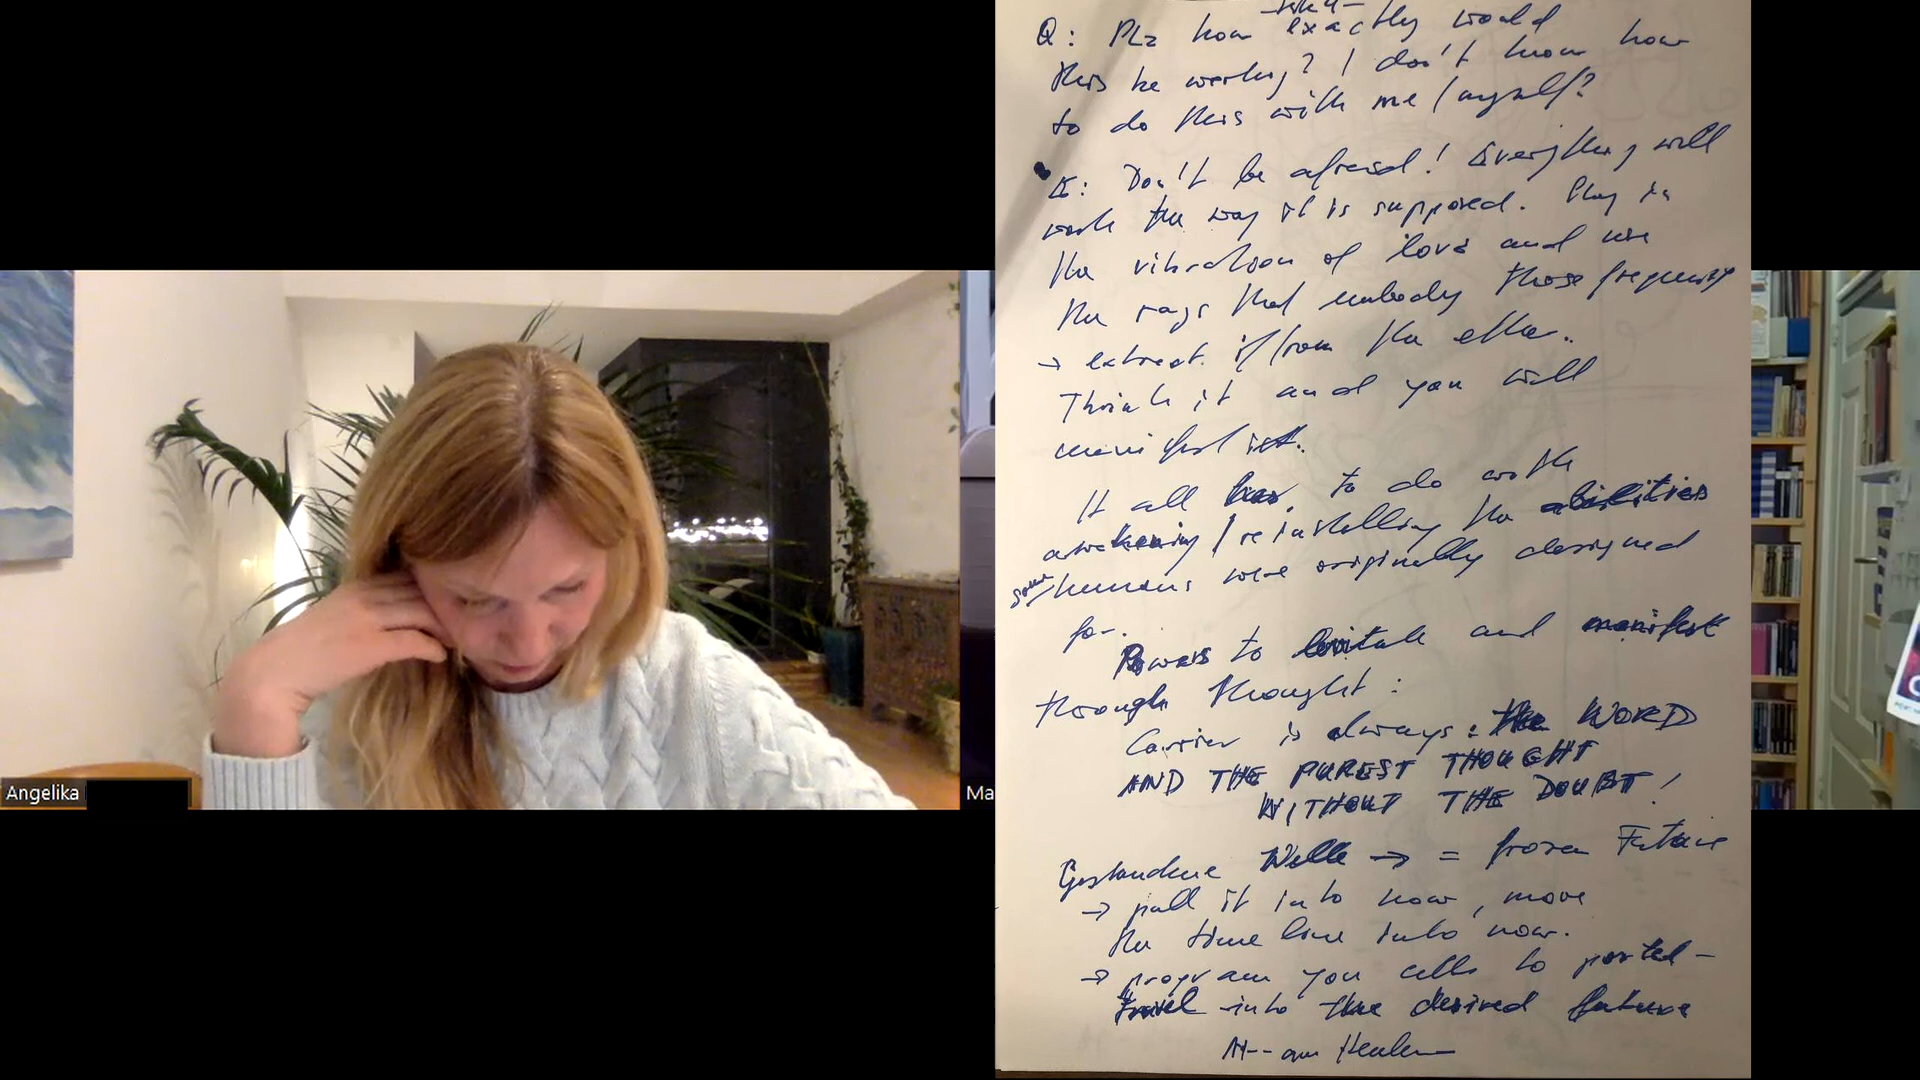 Angelika
Ma
Q: PLz how exactly would
this be working? I don't know how
to do this with me / myself?
E: Don't be afraid! Everything will
work the way it is supposed. Stay in
the vibration of love and use
the rays that embody those frequency
→ extract it from the ether.
Think it and you will
manifest it.
It all has to do with
awakening / reinstalling the abilities
some humans were originally designed
for.
Powers to levitate and manifest
through thought:
Carrier is always: the WORD
AND THE PUREST THOUGHT
WITHOUT THE DOUBT!
Gestandene Welle → = frozen Future
→ pull it into now, move
the time line into now.
→ program you cells to portal-
travel into the desired future